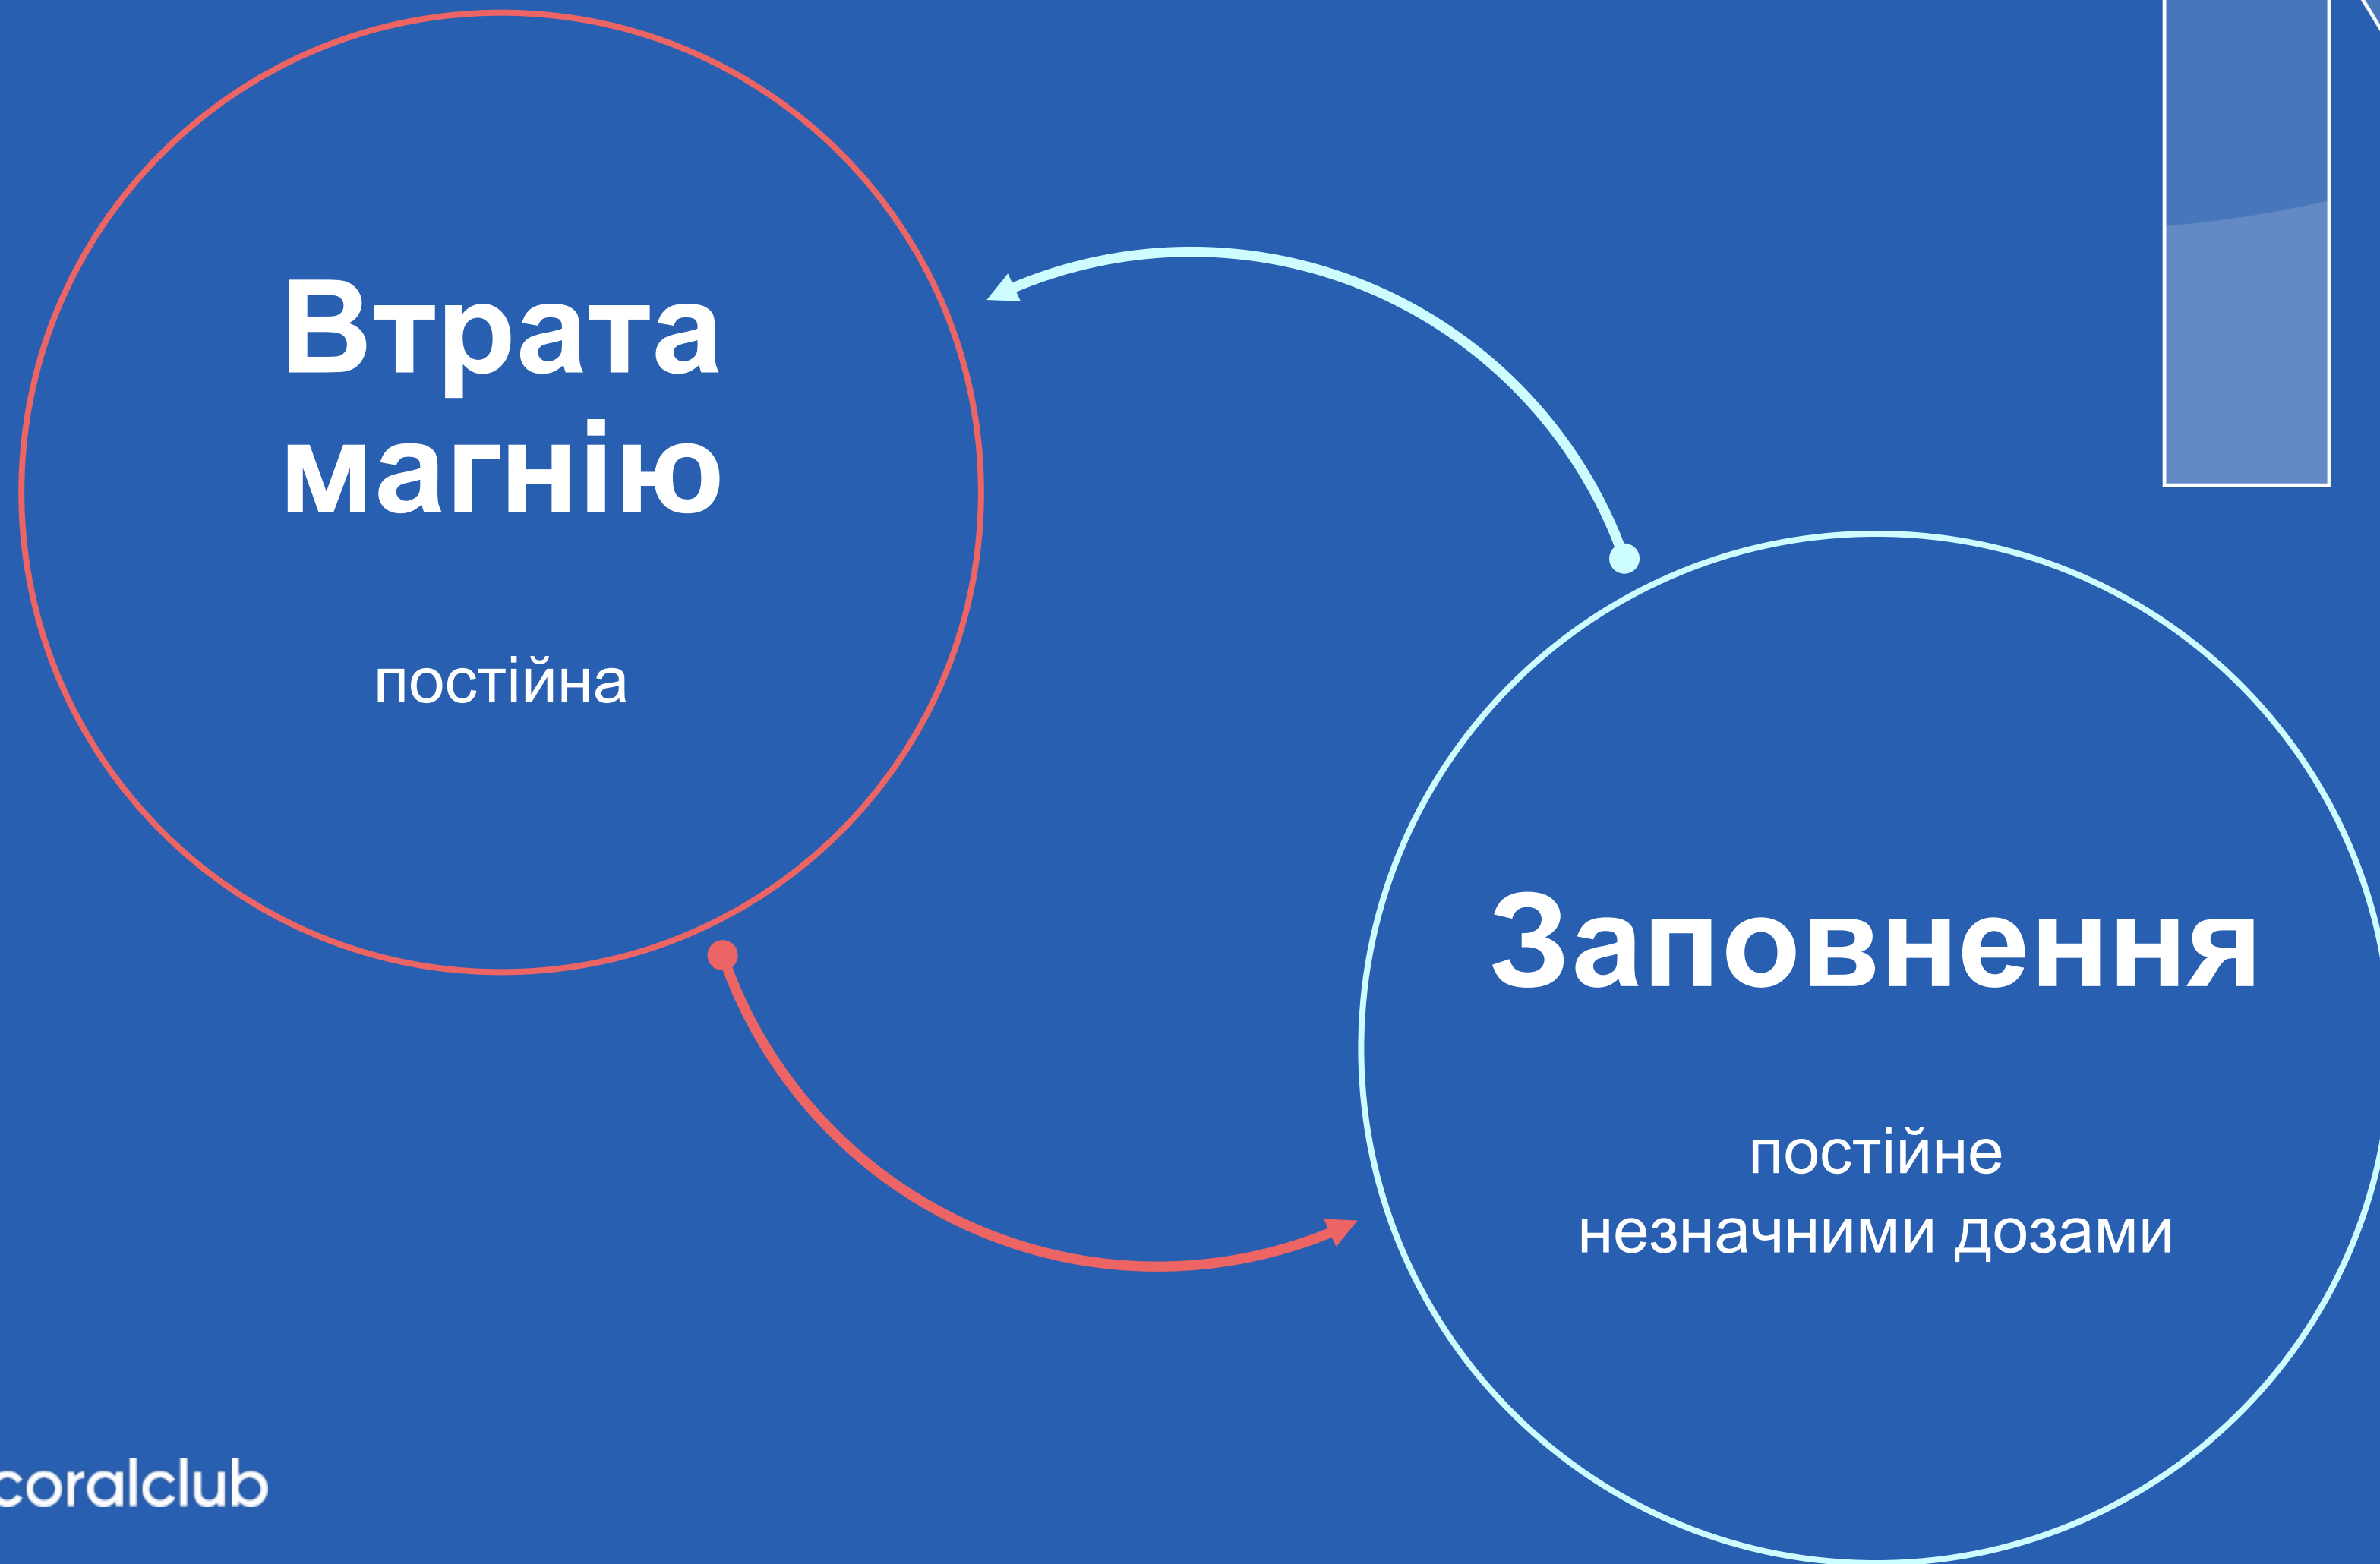 Втрата
магнію
постійна
Заповнення
постійне
незначними дозами
coralclub